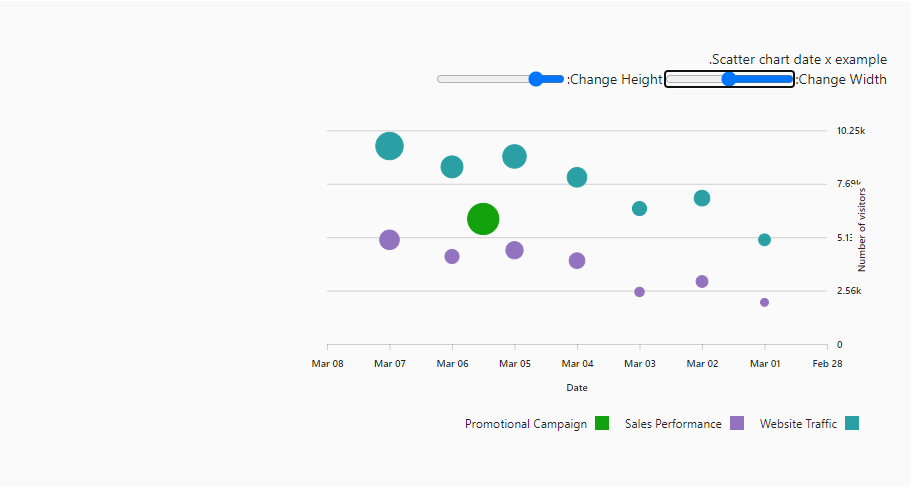 .Scatter chart date x example
:Change Width :Change Height
10.25k
7.69k
5.13
2.56k
0
Number of visitors
Feb 28 Mar 01 Mar 02 Mar 03 Mar 04 Mar 05 Mar 06 Mar 07 Mar 08
Date
Website Traffic Sales Performance Promotional Campaign